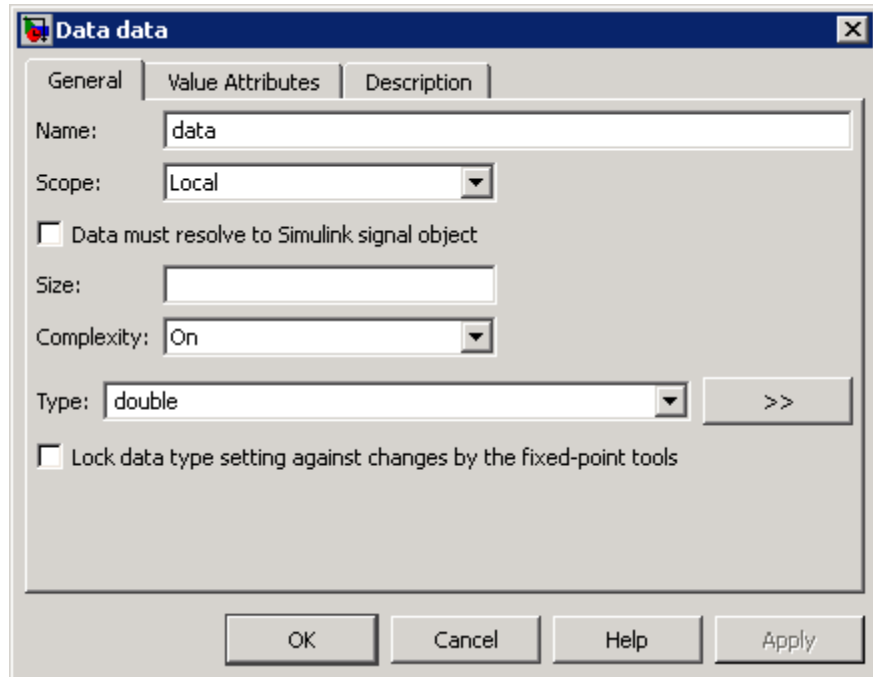 Data data
General Value Attributes Description
Name: data
Scope: Local
Data must resolve to Simulink signal object
Size:
Complexity: On
Type: double >>
Lock data type setting against changes by the fixed-point tools
OK Cancel Help Apply